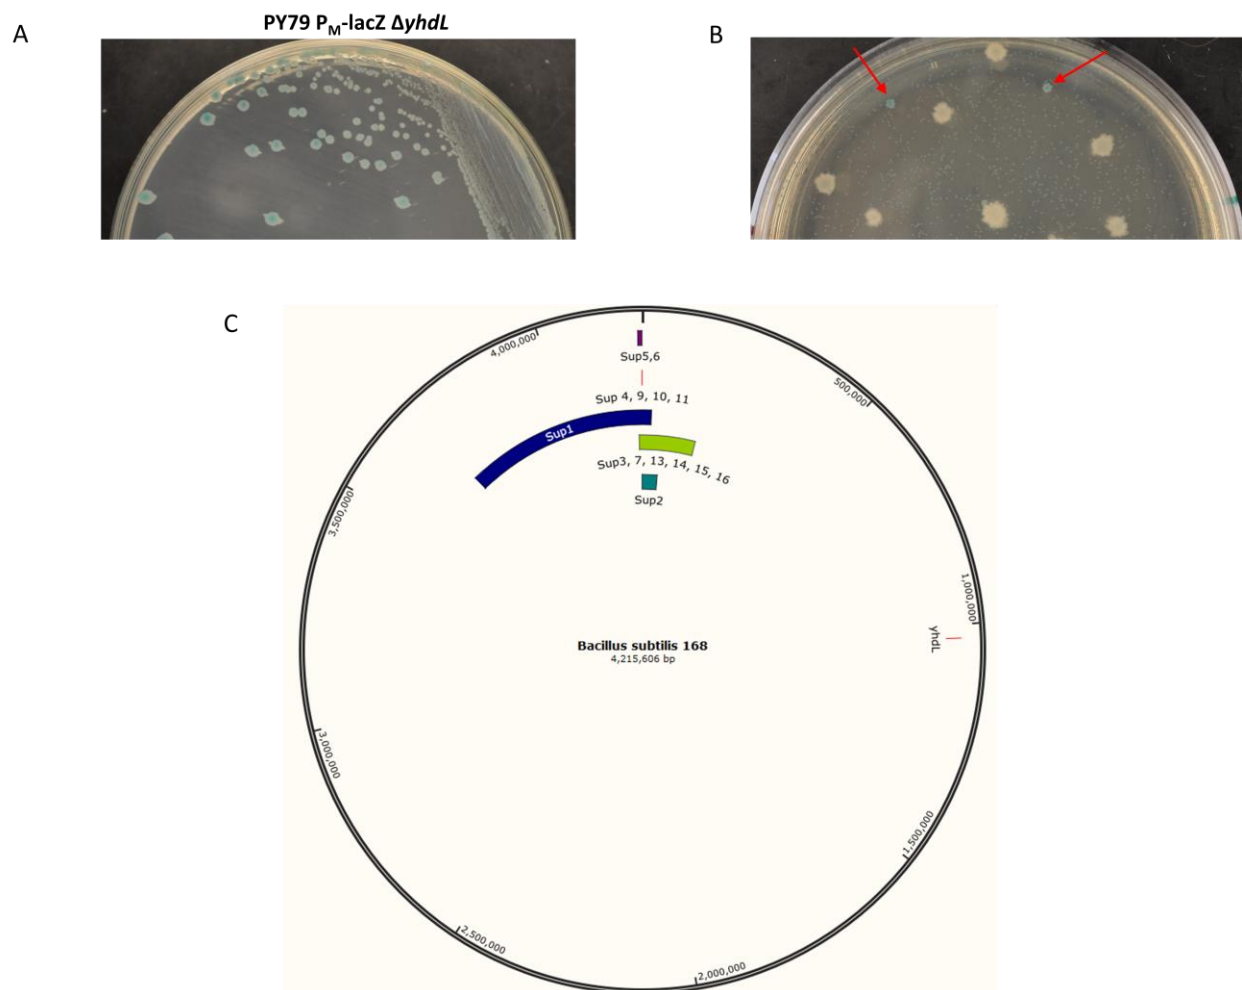 A
PY79 PM-lacZ ΔyhdL
B
C
4,000,000
Sup5,6
500,000
Sup 4, 9, 10, 11
Sup1
Sup3, 7, 13, 14, 15, 16
3,500,000
Sup2
1,000,000
yhdL
Bacillus subtilis 168
4,215,606 bp
3,000,000
1,500,000
2,500,000
2,000,000